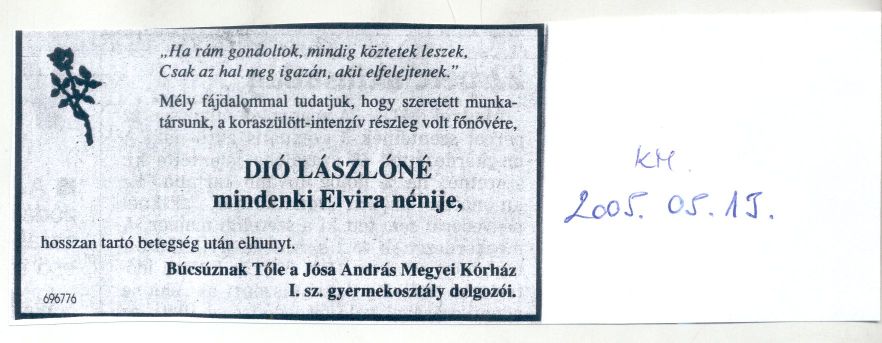 „Ha rám gondoltok, mindig köztetek leszek,
Csak az hal meg igazán, akit elfelejtenek.”
Mély fájdalommal tudatjuk, hogy szeretett munka-
társunk, a koraszülött-intenzív részleg volt főnővére,
DIÓ LÁSZLÓNÉ
mindenki Elvira nénije,
hosszan tartó betegség után elhunyt.
Búcsúznak Tőle a Jósa András Megyei Kórház
I. sz. gyermekosztály dolgozói.
696776
KM.
2005. 05. 15.